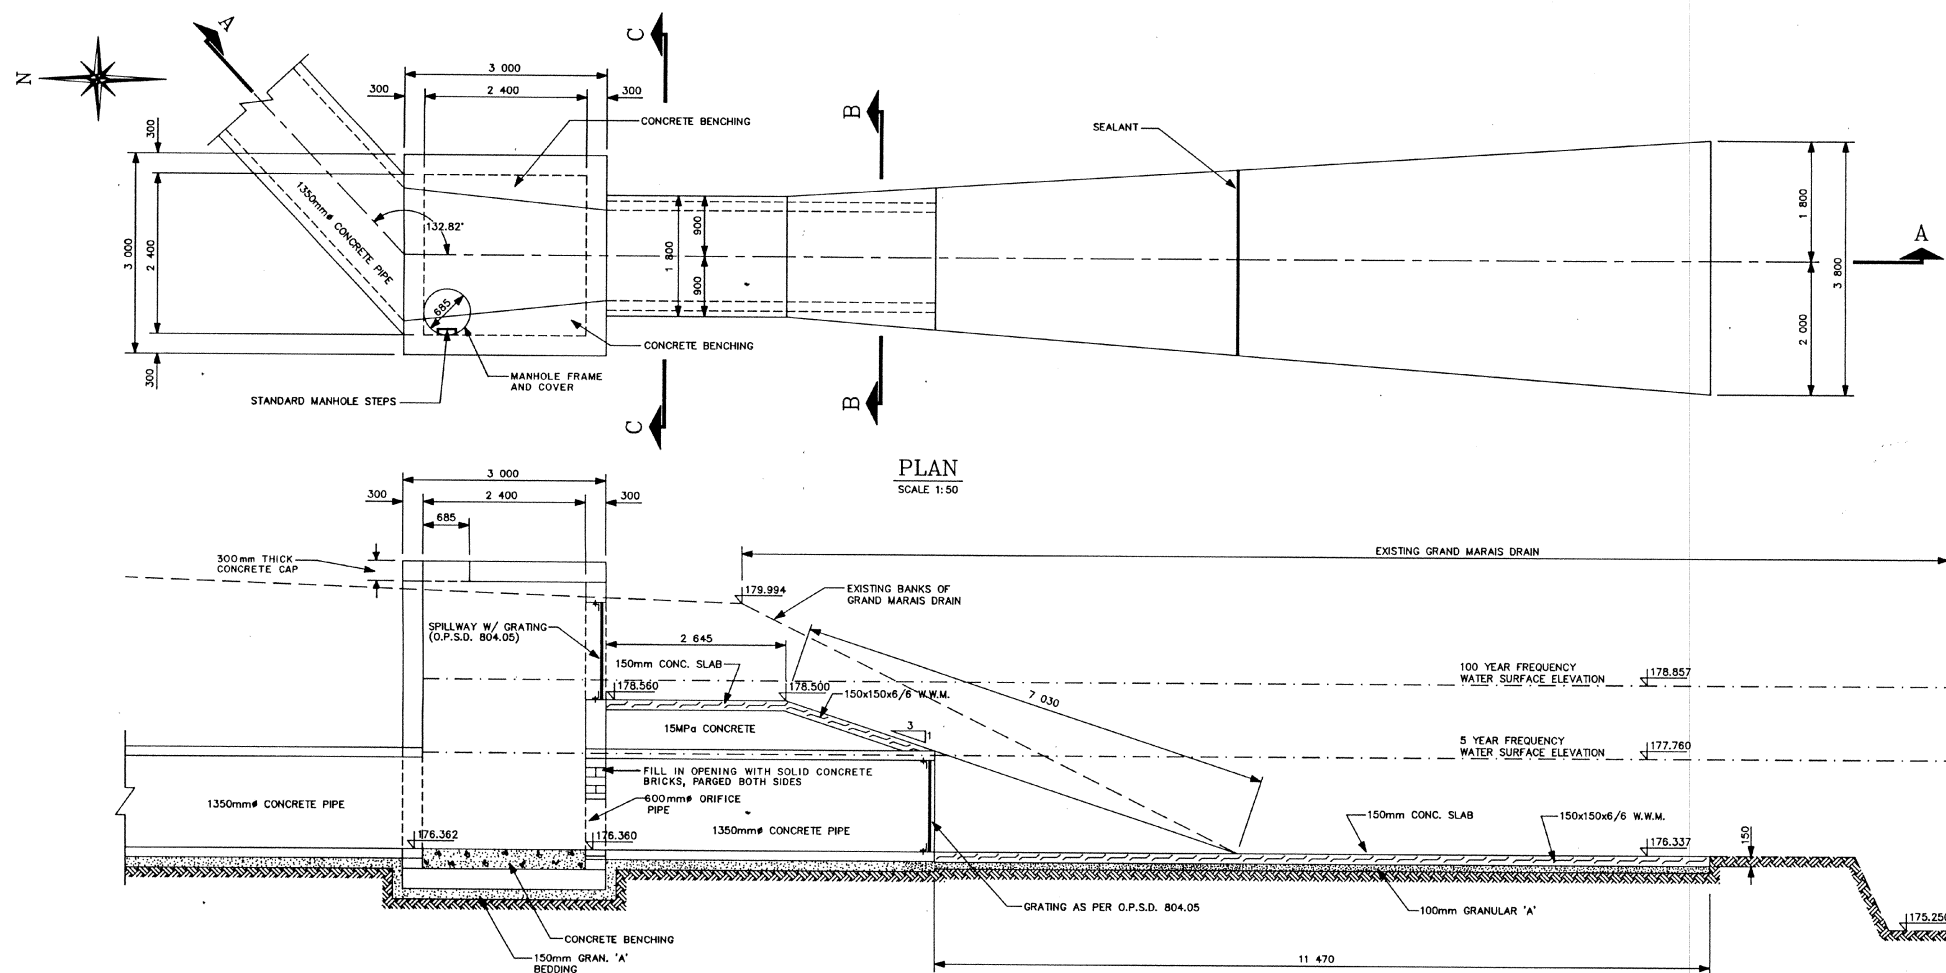 A
C
N
3 000
300
2 400
300
CONCRETE BENCHING
B
SEALANT
300
3 000
2 400
1350mmø CONCRETE PIPE
132.82°
685
1 800
900
900
1 800
3 800
2 000
A
CONCRETE BENCHING
300
MANHOLE FRAME
AND COVER
STANDARD MANHOLE STEPS
C
B
PLAN
SCALE 1:50
3 000
300
2 400
300
685
300mm THICK
CONCRETE CAP
EXISTING GRAND MARAIS DRAIN
179.994
EXISTING BANKS OF
GRAND MARAIS DRAIN
SPILLWAY W/ GRATING
(O.P.S.D. 804.05)
2 645
150mm CONC. SLAB
178.560
178.500
150x150x6/6 W.W.M.
7 030
100 YEAR FREQUENCY
WATER SURFACE ELEVATION
178.857
15MPa CONCRETE
3
1
5 YEAR FREQUENCY
WATER SURFACE ELEVATION
177.760
FILL IN OPENING WITH SOLID CONCRETE
BRICKS, PARGED BOTH SIDES
1350mmø CONCRETE PIPE
600mmø ORIFICE
PIPE
1350mmø CONCRETE PIPE
176.362
176.360
150mm CONC. SLAB
150x150x6/6 W.W.M.
176.337
150
GRATING AS PER O.P.S.D. 804.05
100mm GRANULAR 'A'
175.250
CONCRETE BENCHING
150mm GRAN. 'A'
BEDDING
11 470